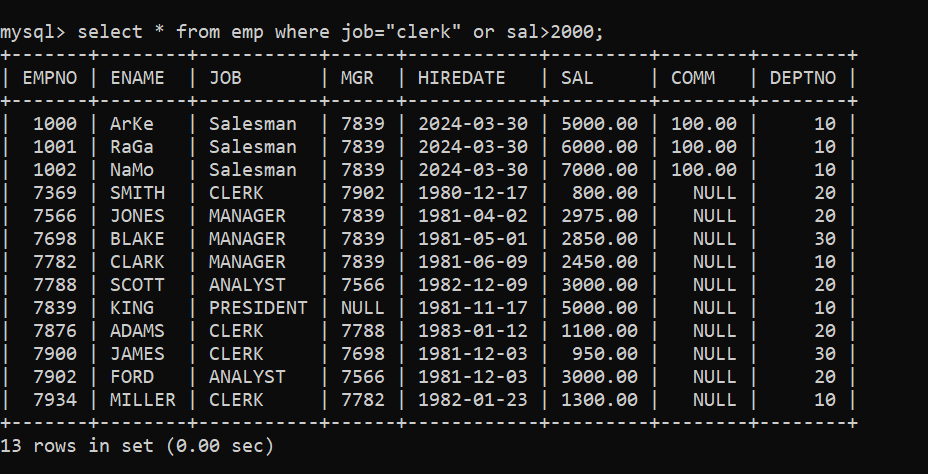 mysql> select * from emp where job="clerk" or sal>2000;
+-------+--------+-----------+------+------------+---------+--------+--------+
| EMPNO | ENAME  | JOB       | MGR  | HIREDATE   | SAL     | COMM   | DEPTNO |
+-------+--------+-----------+------+------------+---------+--------+--------+
|  1000 | ArKe   | Salesman  | 7839 | 2024-03-30 | 5000.00 | 100.00 |     10 |
|  1001 | RaGa   | Salesman  | 7839 | 2024-03-30 | 6000.00 | 100.00 |     10 |
|  1002 | NaMo   | Salesman  | 7839 | 2024-03-30 | 7000.00 | 100.00 |     10 |
|  7369 | SMITH  | CLERK     | 7902 | 1980-12-17 |  800.00 |   NULL |     20 |
|  7566 | JONES  | MANAGER   | 7839 | 1981-04-02 | 2975.00 |   NULL |     20 |
|  7698 | BLAKE  | MANAGER   | 7839 | 1981-05-01 | 2850.00 |   NULL |     30 |
|  7782 | CLARK  | MANAGER   | 7839 | 1981-06-09 | 2450.00 |   NULL |     10 |
|  7788 | SCOTT  | ANALYST   | 7566 | 1982-12-09 | 3000.00 |   NULL |     20 |
|  7839 | KING   | PRESIDENT | NULL | 1981-11-17 | 5000.00 |   NULL |     10 |
|  7876 | ADAMS  | CLERK     | 7788 | 1983-01-12 | 1100.00 |   NULL |     20 |
|  7900 | JAMES  | CLERK     | 7698 | 1981-12-03 |  950.00 |   NULL |     30 |
|  7902 | FORD   | ANALYST   | 7566 | 1981-12-03 | 3000.00 |   NULL |     20 |
|  7934 | MILLER | CLERK     | 7782 | 1982-01-23 | 1300.00 |   NULL |     10 |
+-------+--------+-----------+------+------------+---------+--------+--------+
13 rows in set (0.00 sec)